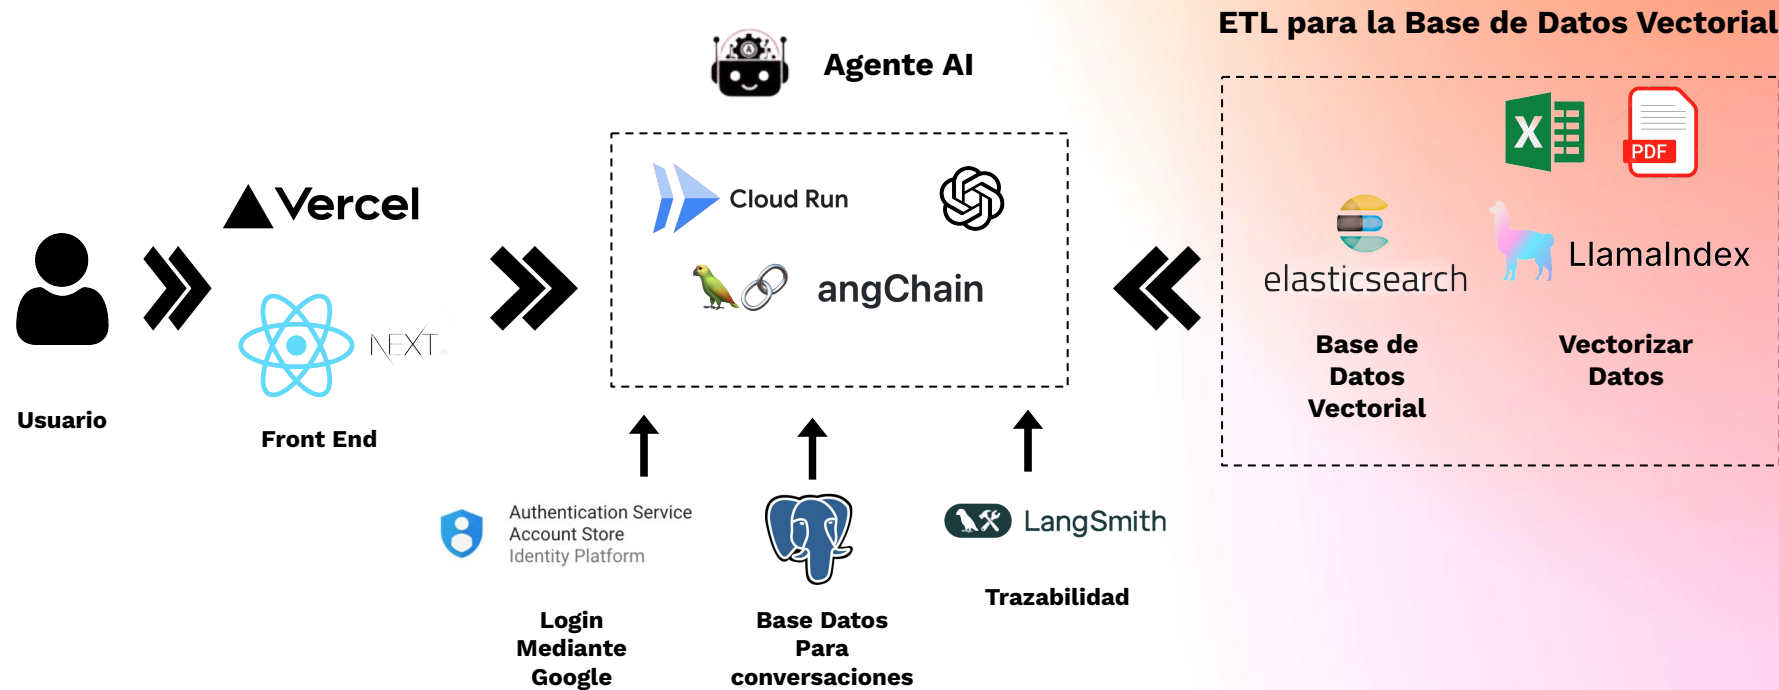 ETL para la Base de Datos Vectorial
Agente AI
Vercel
Cloud Run
X
PDF
elasticsearch
LlamaIndex
angChain
NEXT
Base de
Datos
Vectorial
Vectorizar
Datos
Usuario
Front End
Authentication Service
Account Store
Identity Platform
LangSmith
Login
Mediante
Google
Base Datos
Para
conversaciones
Trazabilidad